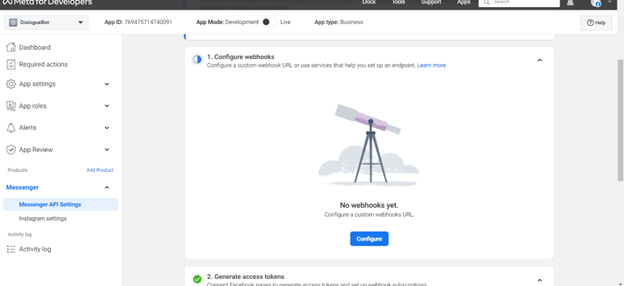 Meta for Developers
Docs Tools Support Apps Search
DialogueBot
App ID: 769475714740091 App Mode: Development Live App type: Business
Help
Dashboard
Required actions
App settings
App roles
Alerts
App Review
Products Add Product
Messenger
Messenger API Settings
Instagram settings
Activity log
Activity log
1. Configure webhooks
Configure a custom webhook URL or use services that help you set up an endpoint. Learn more.
No webhooks yet.
Configure a custom webhooks URL.
Configure
2. Generate access tokens
Connect Facebook pages to generate access tokens and set up webhook subscriptions